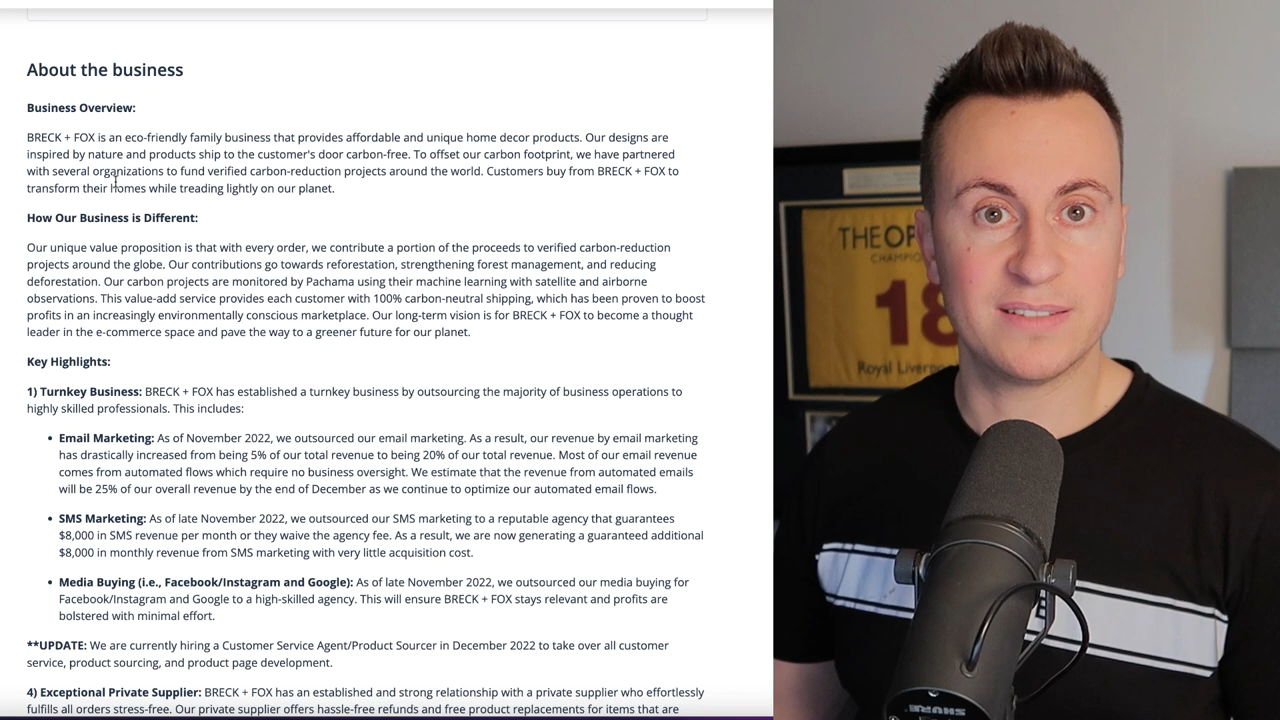 About the business
Business Overview:
BRECK + FOX is an eco-friendly family business that provides affordable and unique home decor products. Our designs are
inspired by nature and products ship to the customer's door carbon-free. To offset our carbon footprint, we have partnered
with several organizations to fund verified carbon-reduction projects around the world. Customers buy from BRECK + FOX to
transform their homes while treading lightly on our planet.
How Our Business is Different:
Our unique value proposition is that with every order, we contribute a portion of the proceeds to verified carbon-reduction
projects around the globe. Our contributions go towards reforestation, strengthening forest management, and reducing
deforestation. Our carbon projects are monitored by Pachama using their machine learning with satellite and airborne
observations. This value-add service provides each customer with 100% carbon-neutral shipping, which has been proven to boost
profits in an increasingly environmentally conscious marketplace. Our long-term vision is for BRECK + FOX to become a thought
leader in the e-commerce space and pave the way to a greener future for our planet.
Key Highlights:
1) Turnkey Business: BRECK + FOX has established a turnkey business by outsourcing the majority of business operations to
highly skilled professionals. This includes:
• Email Marketing: As of November 2022, we outsourced our email marketing. As a result, our revenue by email marketing
has drastically increased from being 5% of our total revenue to being 20% of our total revenue. Most of our email revenue
comes from automated flows which require no business oversight. We estimate that the revenue from automated emails
will be 25% of our overall revenue by the end of December as we continue to optimize our automated email flows.
• SMS Marketing: As of late November 2022, we outsourced our SMS marketing to a reputable agency that guarantees
$8,000 in SMS revenue per month or they waive the agency fee. As a result, we are now generating a guaranteed additional
$8,000 in monthly revenue from SMS marketing with very little acquisition cost.
• Media Buying (i.e., Facebook/Instagram and Google): As of late November 2022, we outsourced our media buying for
Facebook/Instagram and Google to a high-skilled agency. This will ensure BRECK + FOX stays relevant and profits are
bolstered with minimal effort.
**UPDATE: We are currently hiring a Customer Service Agent/Product Sourcer in December 2022 to take over all customer
service, product sourcing, and product page development.
4) Exceptional Private Supplier: BRECK + FOX has an established and strong relationship with a private supplier who effortlessly
fulfills all orders stress-free. Our private supplier offers hassle-free refunds and free product replacements for items that are
THE OP
CHAMPIO
18
Royal Liverpo
SHURE